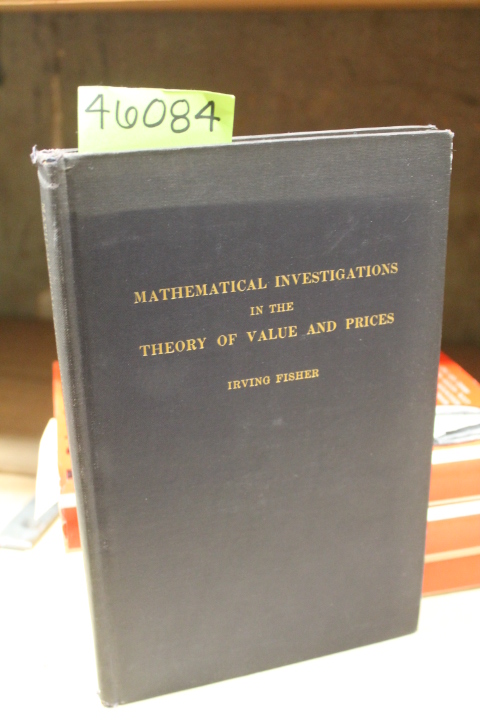 46084
MATHEMATICAL INVESTIGATIONS
IN THE
THEORY OF VALUE AND PRICES
IRVING FISHER